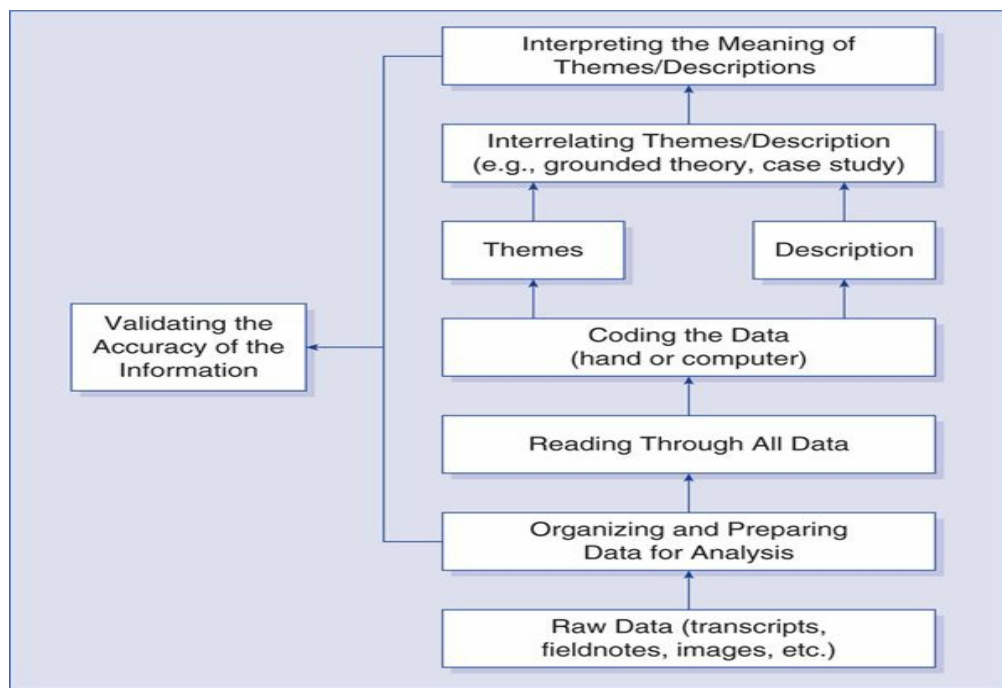 Interpreting the Meaning of
Themes/Descriptions
Interrelating Themes/Description
(e.g., grounded theory, case study)
Themes
Description
Validating the
Accuracy of the
Information
Coding the Data
(hand or computer)
Reading Through All Data
Organizing and Preparing
Data for Analysis
Raw Data (transcripts,
fieldnotes, images, etc.)